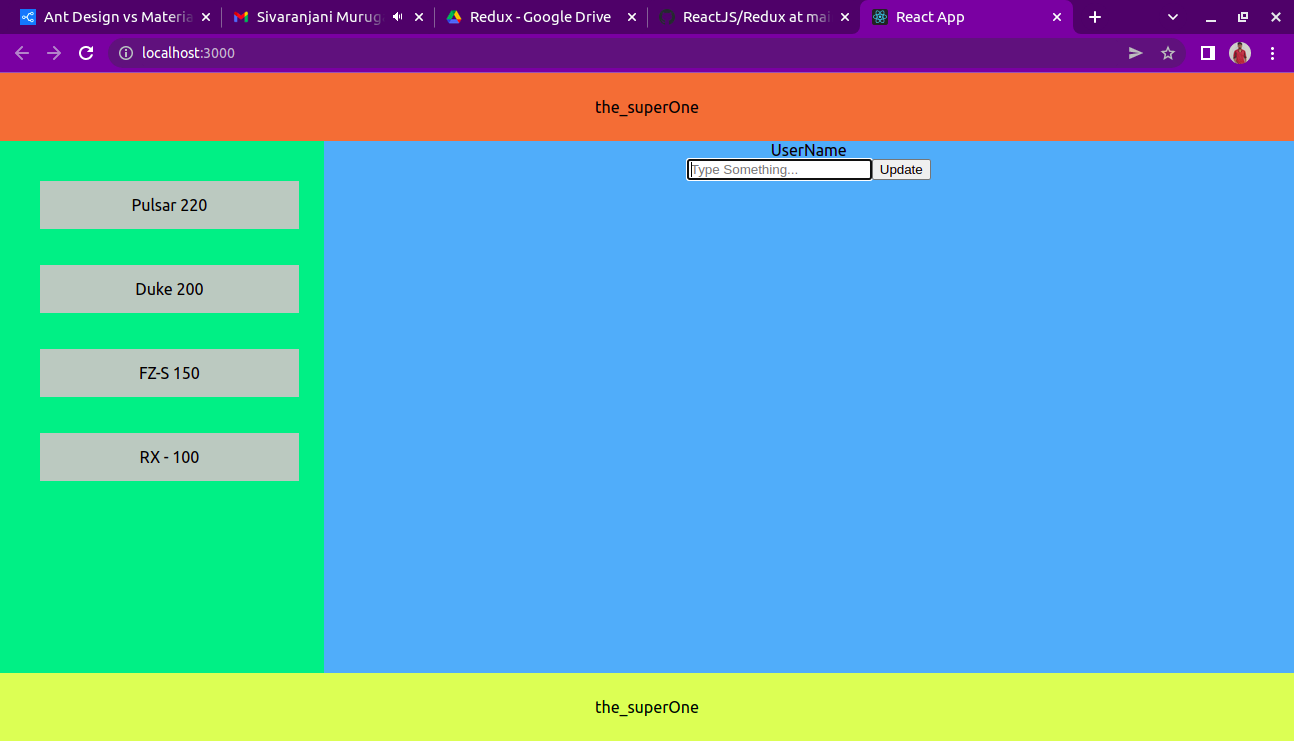 Ant Design vs Materia
Sivaranjani Murug
Redux - Google Drive
ReactJS/Redux at mai
React App
localhost:3000
the_superOne
UserName
Type Something...
Update
Pulsar 220
Duke 200
FZ-S 150
RX - 100
the_superOne